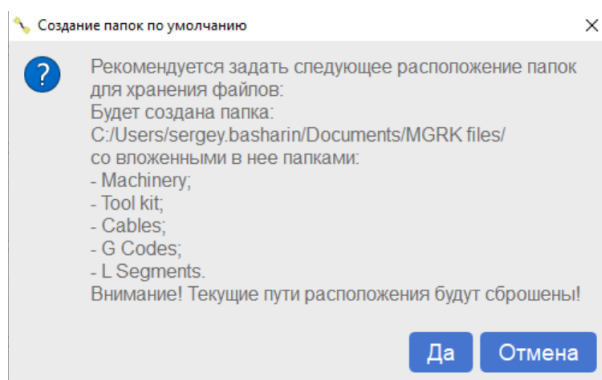 Создание папок по умолчанию
Рекомендуется задать следующее расположение папок
для хранения файлов:
Будет создана папка:
C:/Users/sergey.basharin/Documents/MGRK files/
со вложенными в нее папками:
- Machinery;
- Tool kit;
- Cables;
- G Codes;
- L Segments.
Внимание! Текущие пути расположения будут сброшены!
Да
Отмена